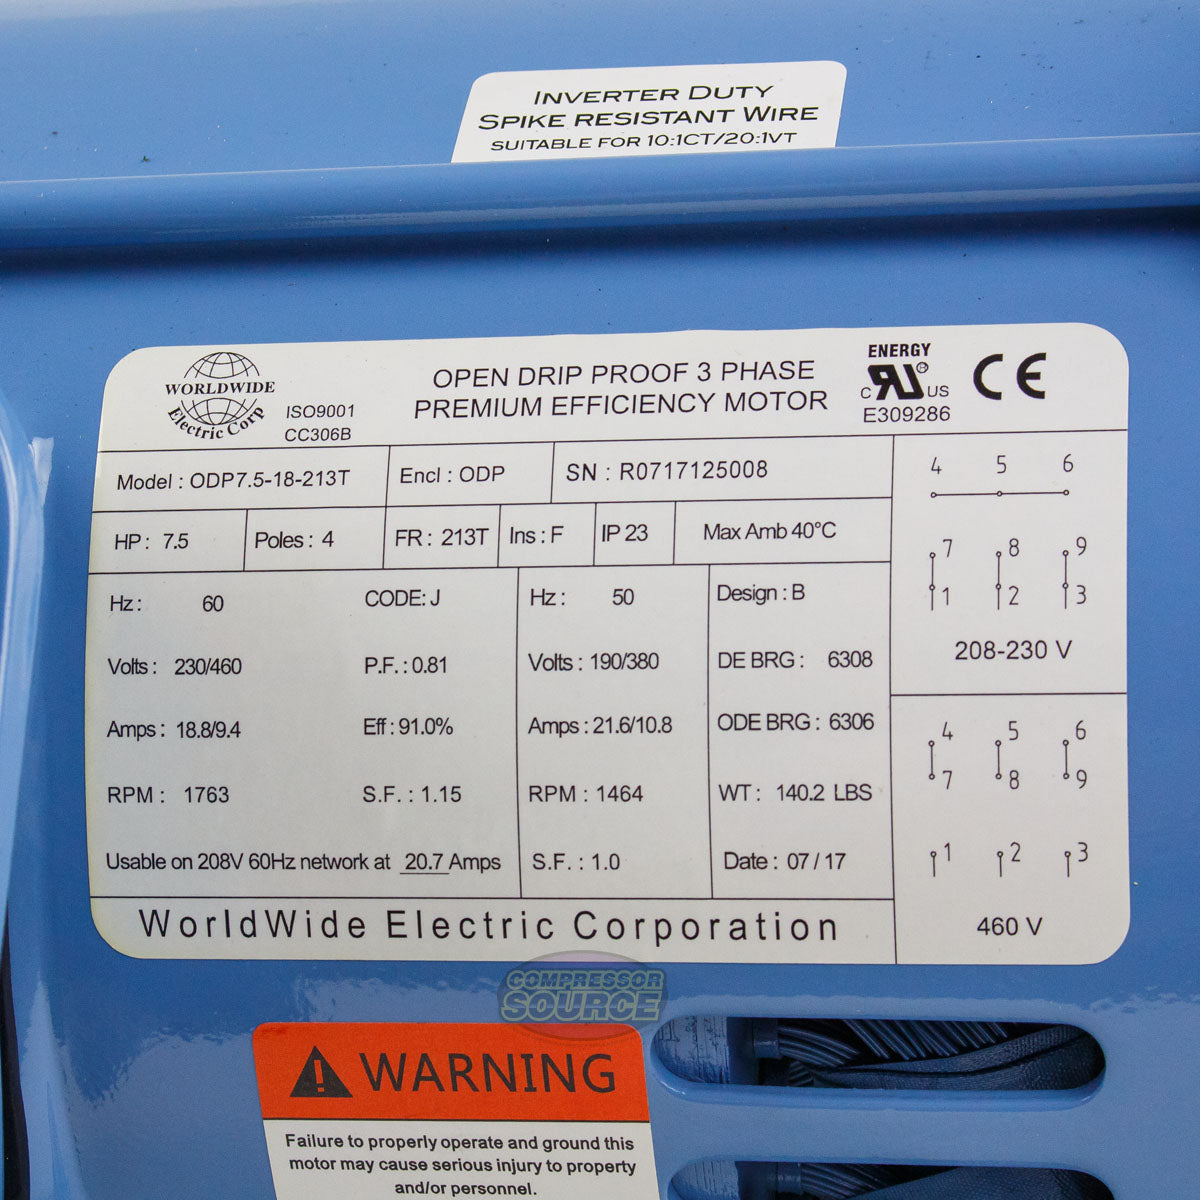 INVERTER DUTY
SPIKE RESISTANT WIRE
SUITABLE FOR 10:1CT/20:1VT
WORLDWIDE
Electric Corp
ISO9001
CC306B
OPEN DRIP PROOF 3 PHASE
PREMIUM EFFICIENCY MOTOR
ENERGY
c RU ® US
E309286
CE
Model : ODP7.5-18-213T
Encl : ODP
SN : R0717125008
HP : 7.5
Poles : 4
FR : 213T
Ins : F
IP 23
Max Amb 40°C
Hz : 60
CODE: J
Volts : 230/460
P.F. : 0.81
Amps : 18.8/9.4
Eff : 91.0%
RPM : 1763
S.F. : 1.15
Usable on 208V 60Hz network at 20.7 Amps
Hz : 50
Volts : 190/380
Amps : 21.6/10.8
RPM : 1464
S.F. : 1.0
Design : B
DE BRG : 6308
ODE BRG : 6306
WT : 140.2 LBS
Date : 07/17
4 5 6
7 8 9
1 2 3
208-230 V
4 5 6
7 8 9
1 2 3
460 V
WorldWide Electric Corporation
COMPRESSOR
SOURCE
WARNING
Failure to properly operate and ground this
motor may cause serious injury to property
and/or personnel.